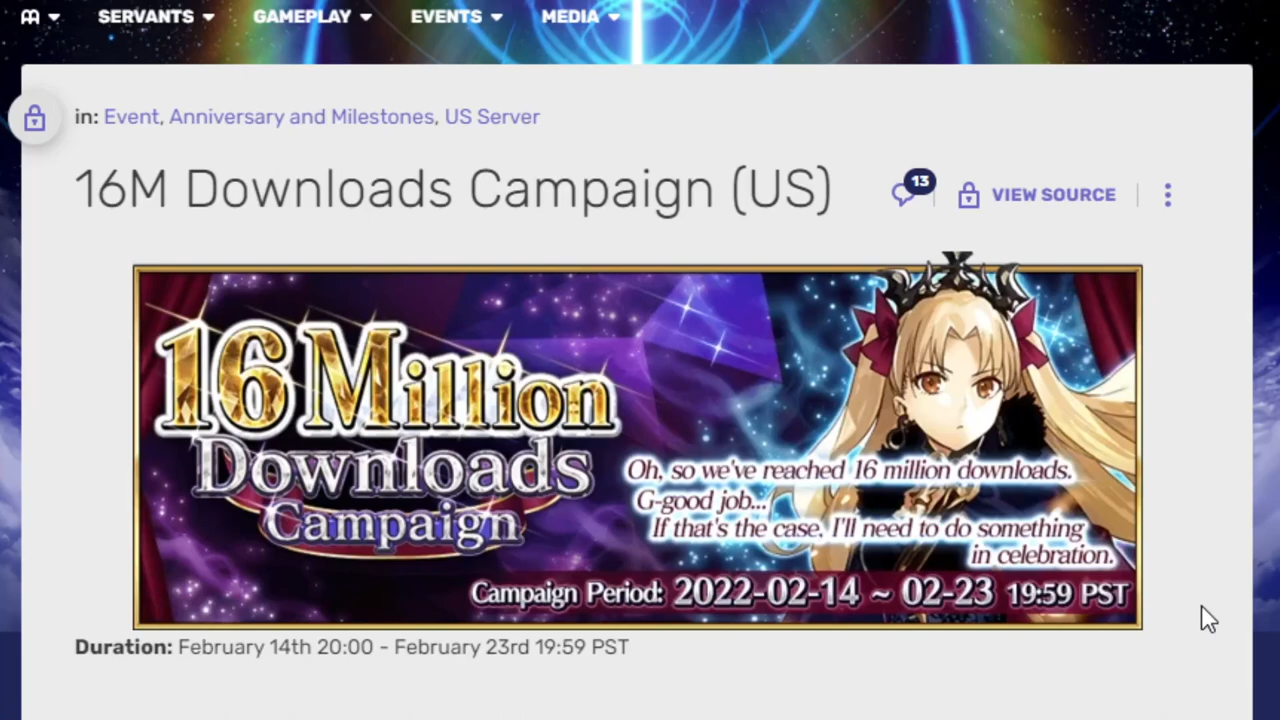 SERVANTS GAMEPLAY EVENTS MEDIA
in: Event, Anniversary and Milestones, US Server
16M Downloads Campaign (US)
13
VIEW SOURCE
16 Million
Downloads
Campaign
Oh, so we've reached 16 million downloads.
G-good job...
If that's the case, I'll need to do something
in celebration.
Campaign Period: 2022-02-14 ~ 02-23 19:59 PST
Duration: February 14th 20:00 - February 23rd 19:59 PST